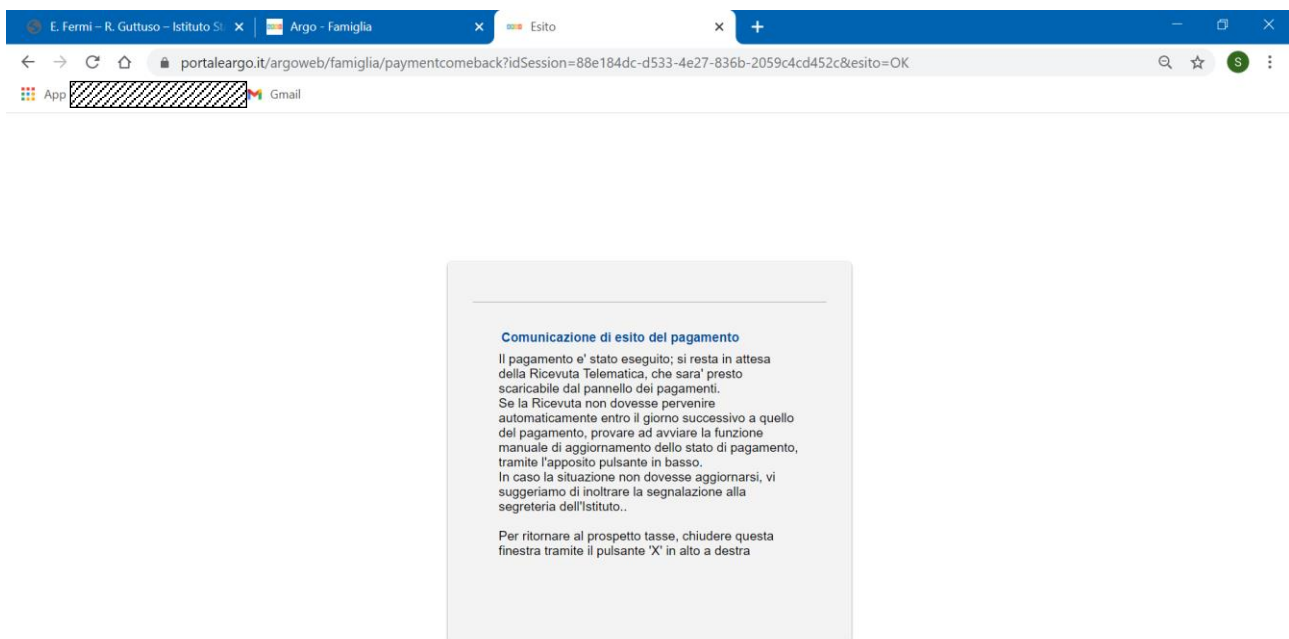 E. Fermi – R. Guttuso – Istituto St
Argo - Famiglia
Esito
portaleargo.it/argoweb/famiglia/paymentcomeback?idSession=88e184dc-d533-4e27-836b-2059c4cd452c&esito=OK
S
App
Gmail
Comunicazione di esito del pagamento
Il pagamento e' stato eseguito; si resta in attesa
della Ricevuta Telematica, che sara' presto
scaricabile dal pannello dei pagamenti.
Se la Ricevuta non dovesse pervenire
automaticamente entro il giorno successivo a quello
del pagamento, provare ad avviare la funzione
manuale di aggiornamento dello stato di pagamento,
tramite l'apposito pulsante in basso.
In caso la situazione non dovesse aggiornarsi, vi
suggeriamo di inoltrare la segnalazione alla
segreteria dell'Istituto..
Per ritornare al prospetto tasse, chiudere questa
finestra tramite il pulsante 'X' in alto a destra